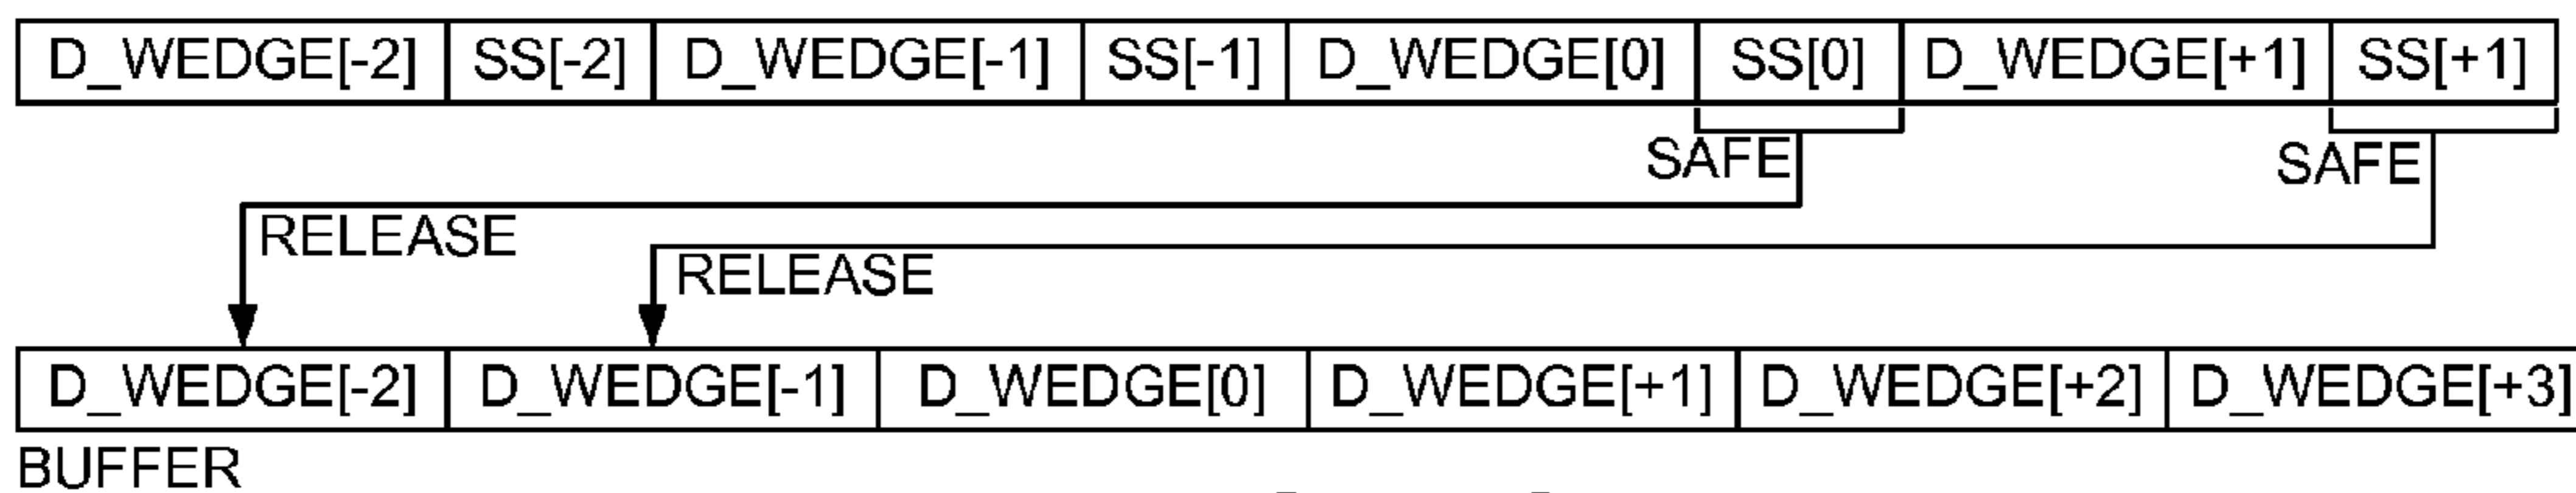 D_WEDGE[-2] SS[-2] D_WEDGE[-1] SS[-1] D_WEDGE[0] SS[0] D_WEDGE[+1] SS[+1]
SAFE SAFE
RELEASE
RELEASE
D_WEDGE[-2] D_WEDGE[-1] D_WEDGE[0] D_WEDGE[+1] D_WEDGE[+2] D_WEDGE[+3]
BUFFER